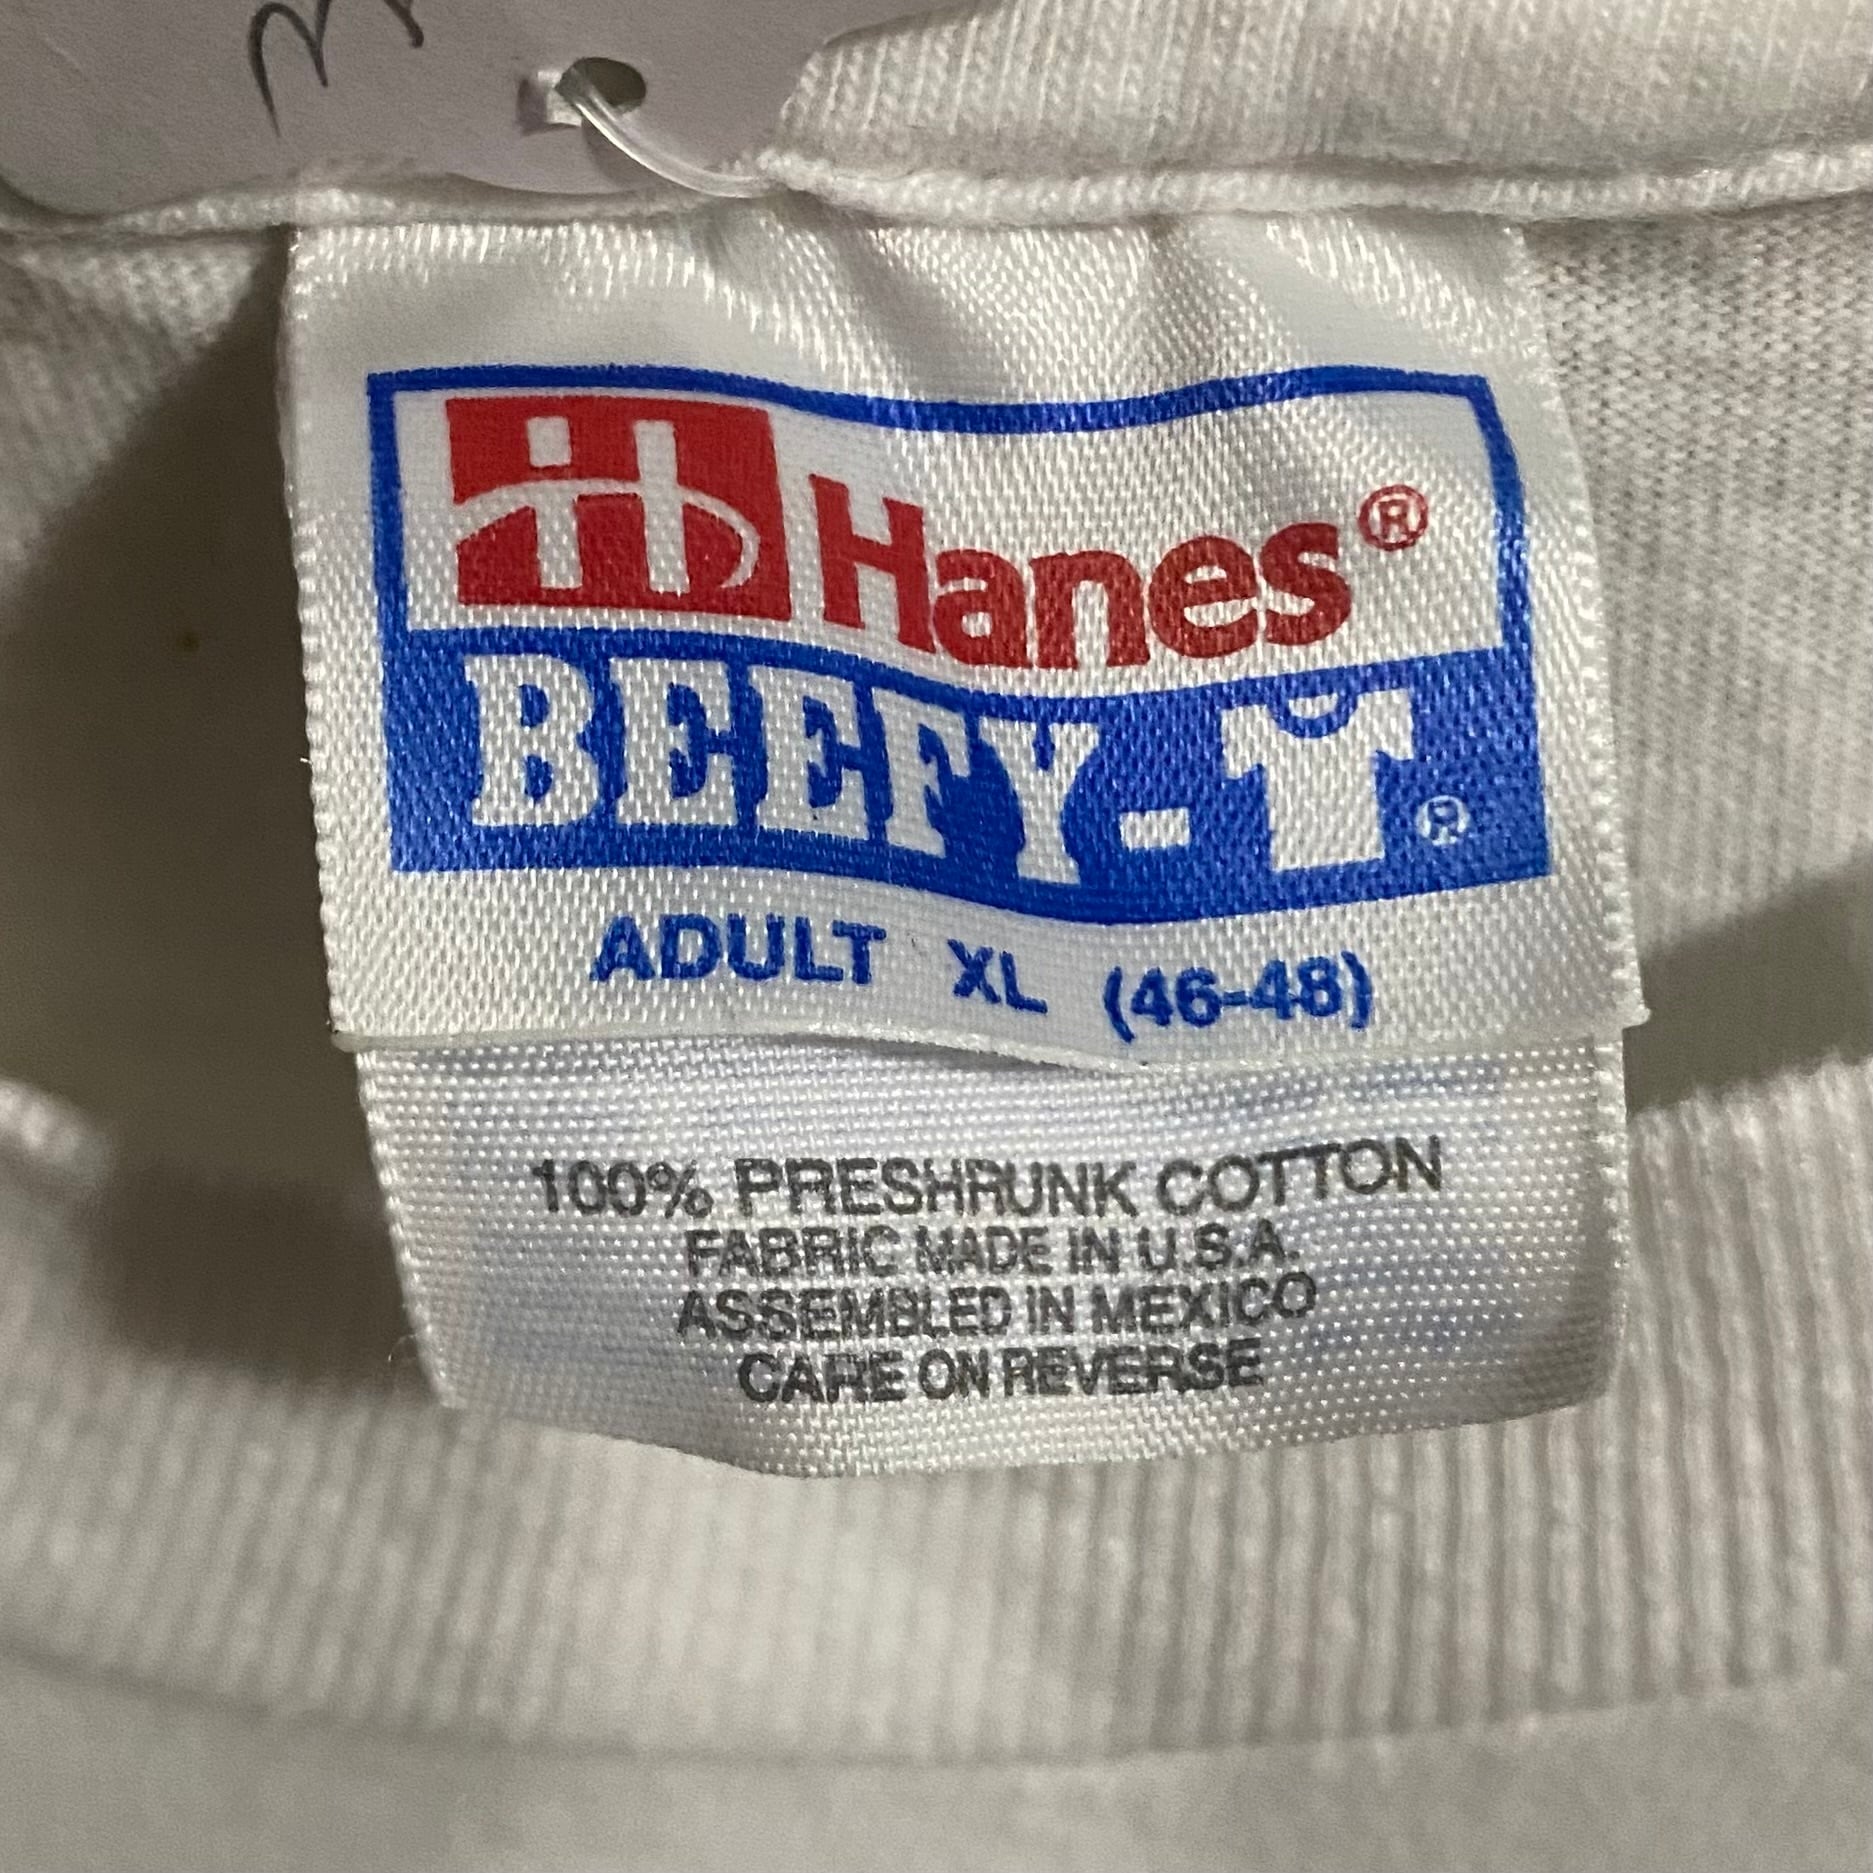 Hanes®
BEEFY-T®
ADULT XL (46-48)
100% PRESHRUNK COTTON
FABRIC MADE IN U.S.A.
ASSEMBLED IN MEXICO
CARE ON REVERSE